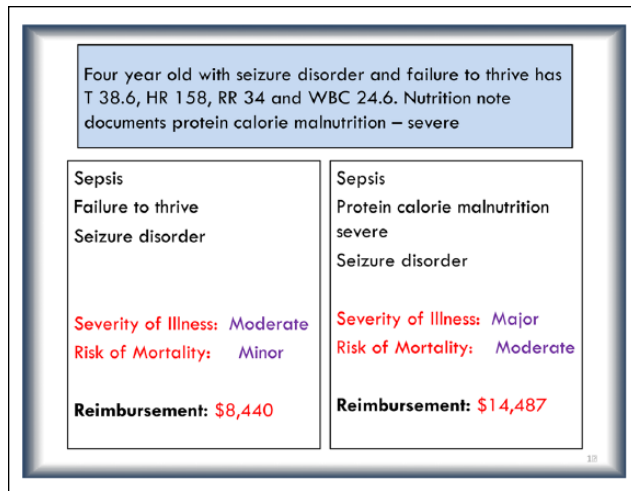 Four year old with seizure disorder and failure to thrive has
T 38.6, HR 158, RR 34 and WBC 24.6. Nutrition note
documents protein calorie malnutrition – severe
Sepsis
Failure to thrive
Seizure disorder
Severity of Illness: Moderate
Risk of Mortality: Minor
Reimbursement: $8,440
Sepsis
Protein calorie malnutrition
severe
Seizure disorder
Severity of Illness: Major
Risk of Mortality: Moderate
Reimbursement: $14,487